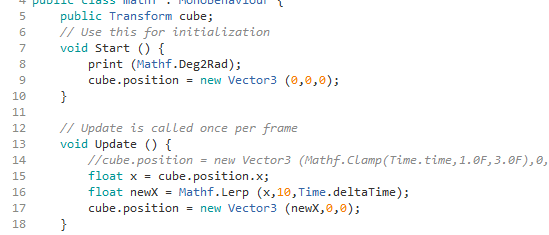 4 public class mathf : MonoBehaviour {
5 public Transform cube;
6 // Use this for initialization
7 void Start () {
8 print (Mathf.Deg2Rad);
9 cube.position = new Vector3 (0,0,0);
10 }
11
12 // Update is called once per frame
13 void Update () {
14 //cube.position = new Vector3 (Mathf.Clamp(Time.time,1.0F,3.0F),0,
15 float x = cube.position.x;
16 float newX = Mathf.Lerp (x,10,Time.deltaTime);
17 cube.position = new Vector3 (newX,0,0);
18 }